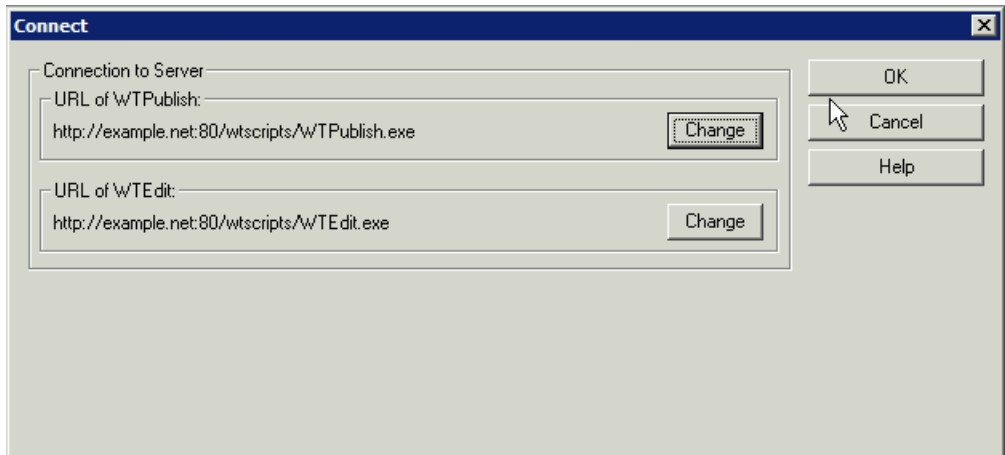 Connect
Connection to Server
OK
URL of WTPublish:
http://example.net:80/wtscripts/WTPublish.exe
Change
Cancel
Help
URL of WTEdit:
http://example.net:80/wtscripts/WTEdit.exe
Change